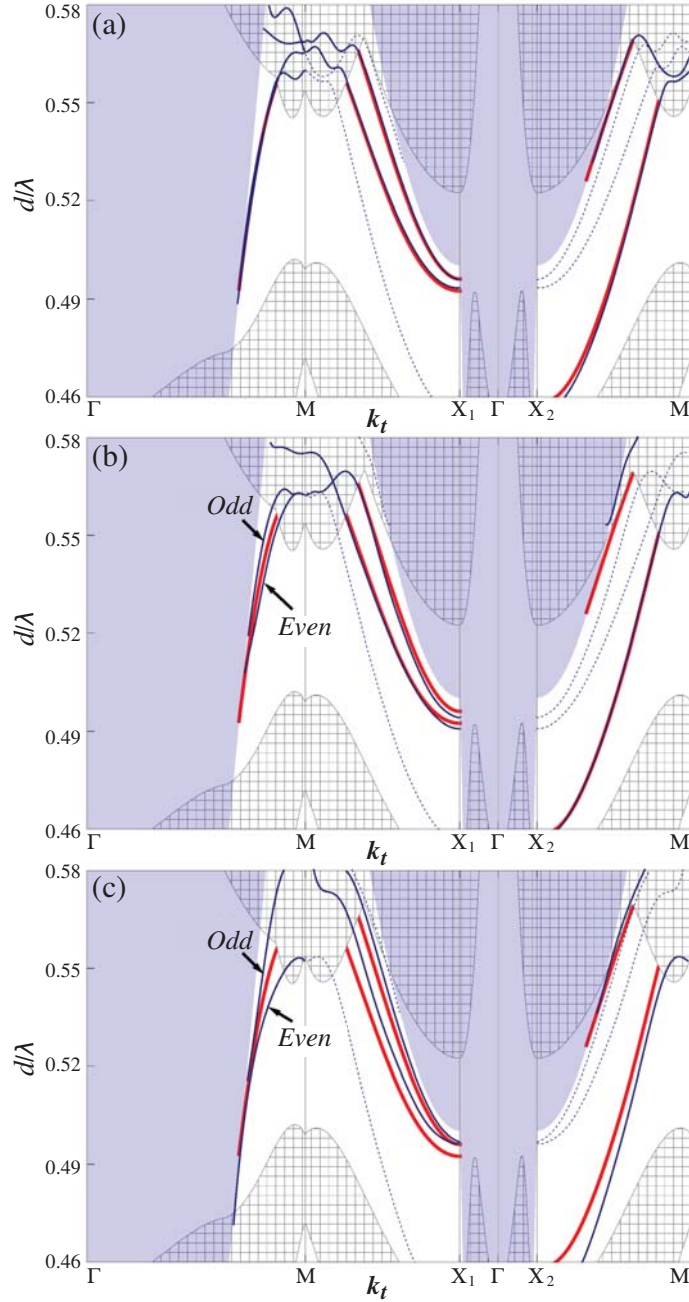 (a)
0.58
0.55
d/λ
0.52
0.49
0.46
Γ M k_t X₁ Γ X₂ M
(b)
0.58
Odd
0.55
d/λ
0.52
Even
0.49
0.46
Γ M k_t X₁ Γ X₂ M
(c)
0.58
Odd
0.55
d/λ
Even
0.52
0.49
0.46
Γ M k_t X₁ Γ X₂ M